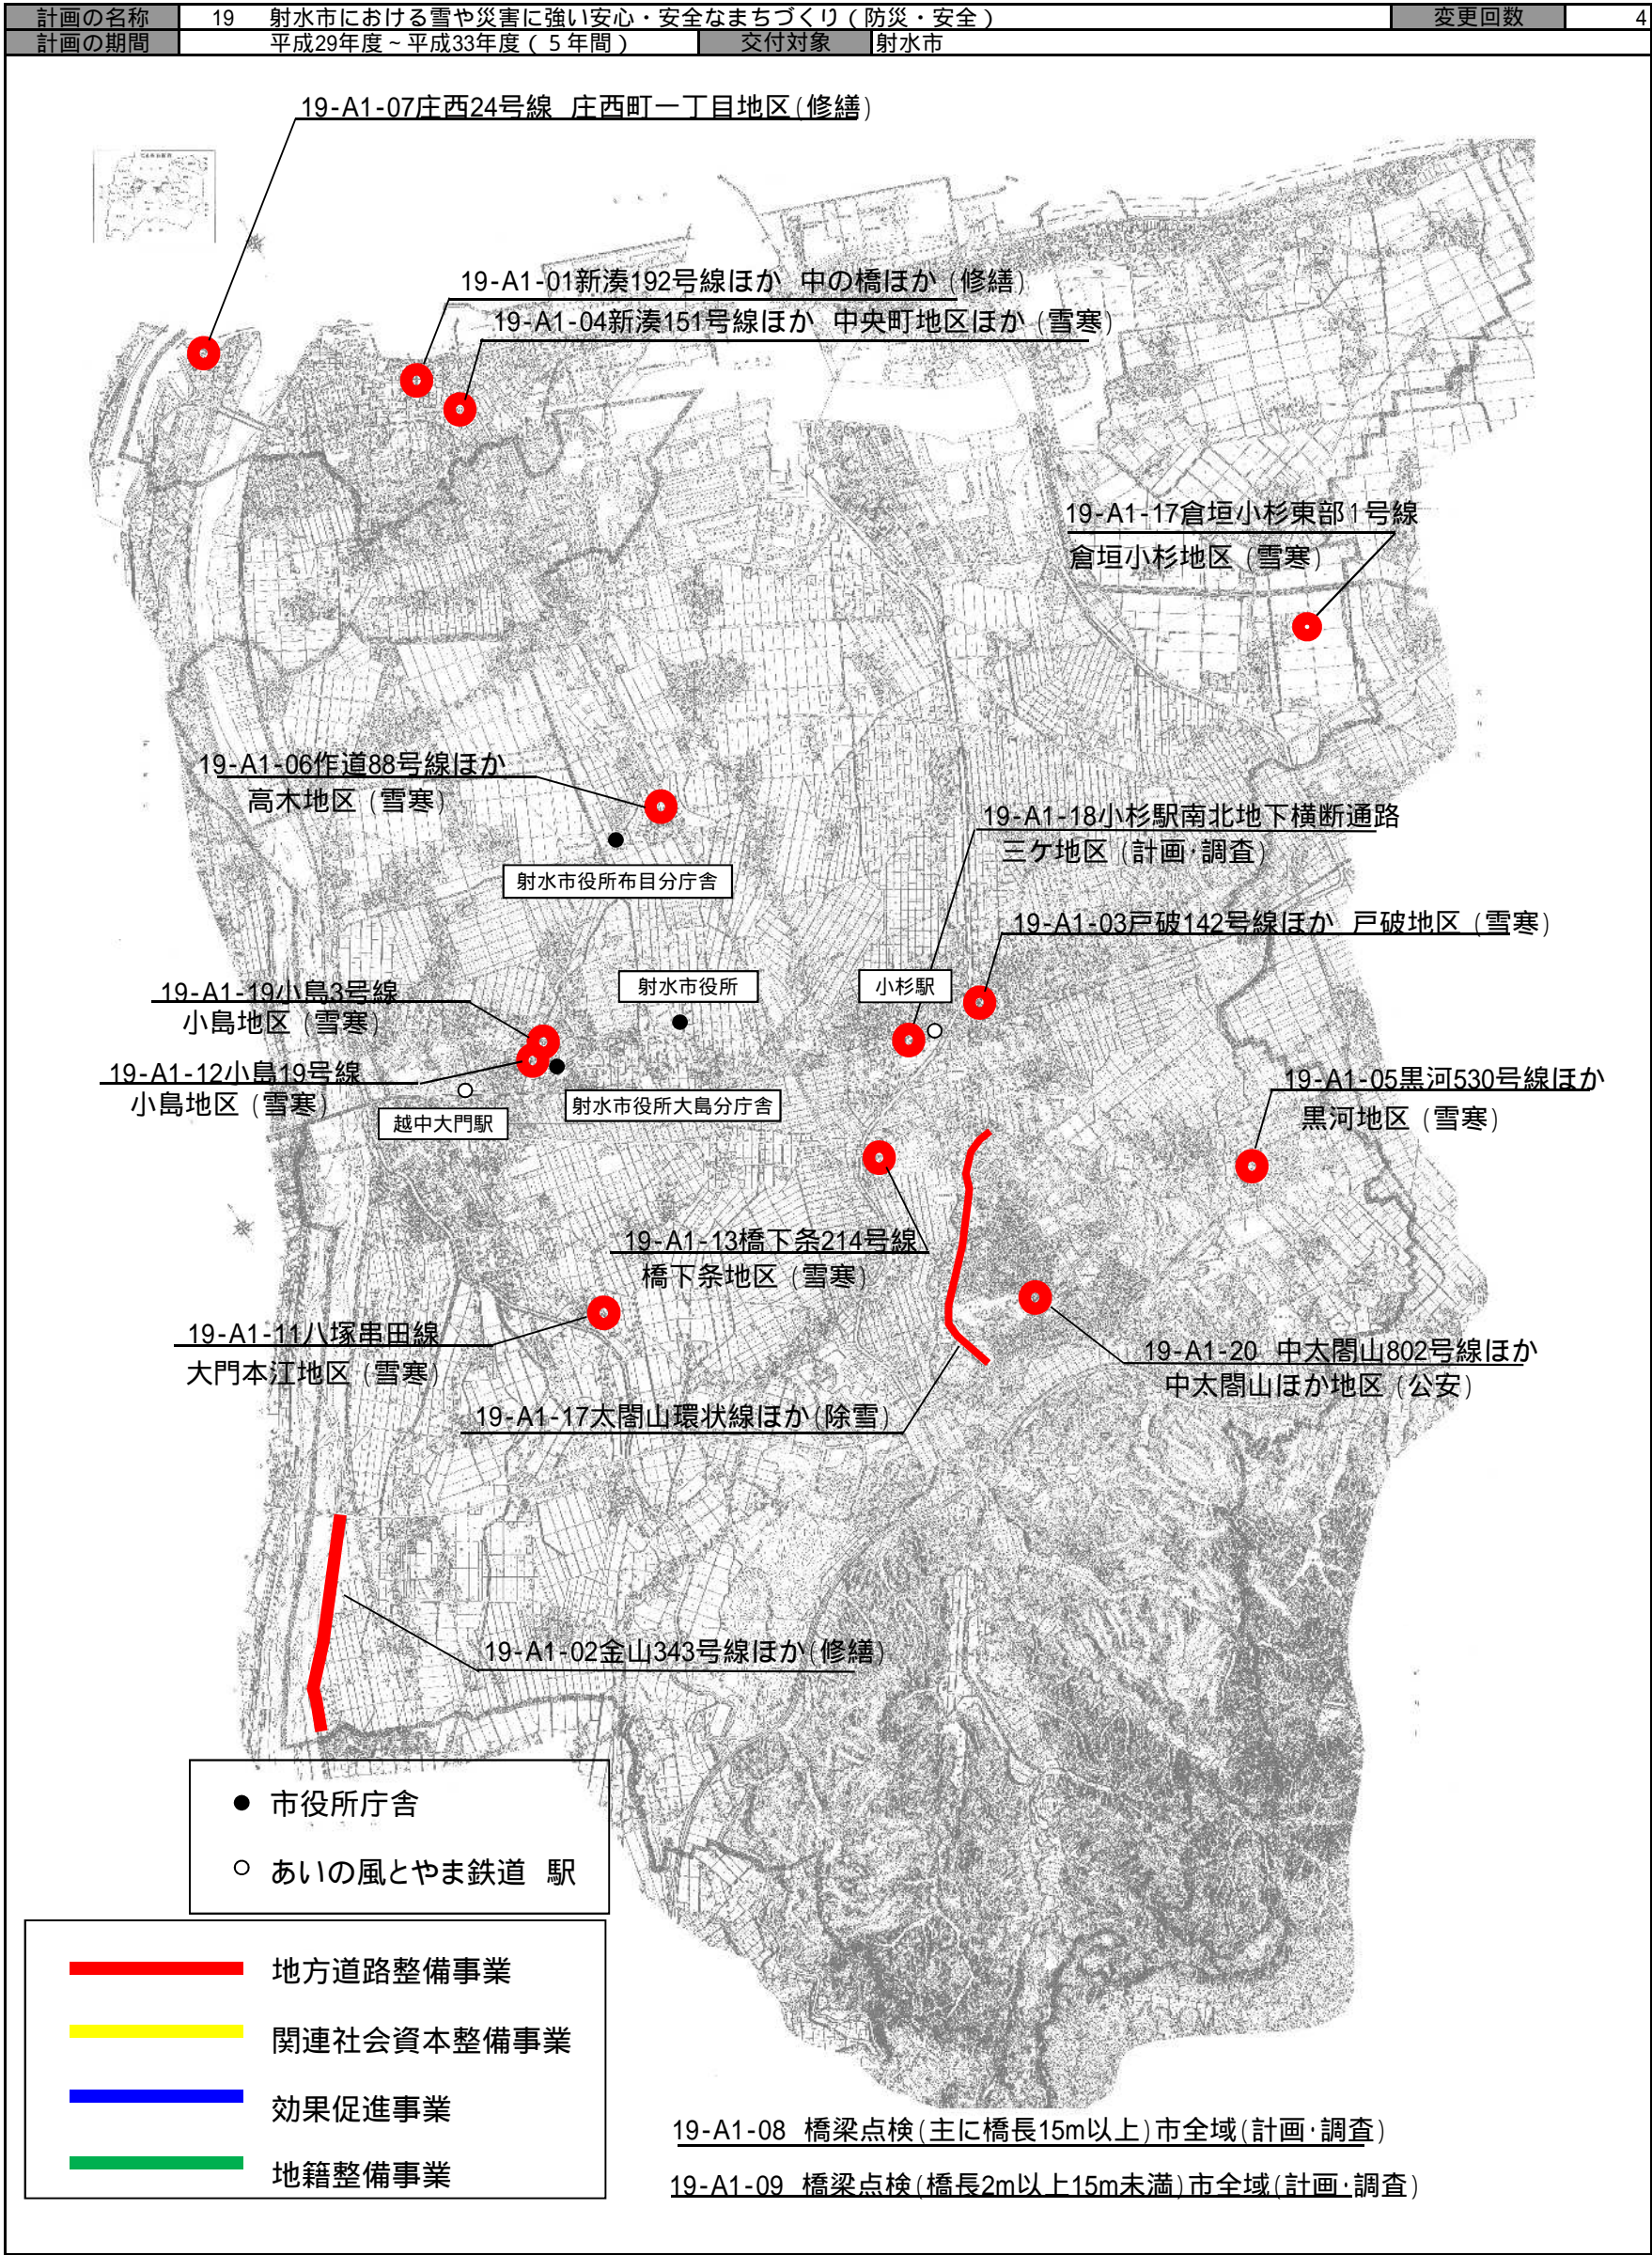 計画の名称 19 射水市における雪や災害に強い安心・安全なまちづくり（防災・安全） 変更回数 4
計画の期間 平成29年度～平成33年度（５年間） 交付対象 射水市
19-A1-07庄西24号線 庄西町一丁目地区(修繕)
19-A1-01新湊192号線ほか 中の橋ほか (修繕)
19-A1-04新湊151号線ほか 中央町地区ほか (雪寒)
19-A1-17倉垣小杉東部1号線
倉垣小杉地区 (雪寒)
19-A1-06作道88号線ほか
高木地区 (雪寒)
射水市役所布目分庁舎
19-A1-18小杉駅南北地下横断通路
三ケ地区 (計画･調査)
19-A1-03戸破142号線ほか 戸破地区 (雪寒)
射水市役所
小杉駅
19-A1-19小島3号線
小島地区 (雪寒)
19-A1-12小島19号線
小島地区 (雪寒)
越中大門駅
射水市役所大島分庁舎
19-A1-05黒河530号線ほか
黒河地区 (雪寒)
19-A1-13橋下条214号線
橋下条地区 (雪寒)
19-A1-11八塚串田線
大門本江地区 (雪寒)
19-A1-20 中太閤山802号線ほか
中太閤山ほか地区 (公安)
19-A1-17太閤山環状線ほか(除雪)
19-A1-02金山343号線ほか(修繕)
● 市役所庁舎
○ あいの風とやま鉄道 駅
地方道路整備事業
関連社会資本整備事業
効果促進事業
地籍整備事業
19-A1-08 橋梁点検(主に橋長15m以上)市全域(計画･調査)
19-A1-09 橋梁点検(橋長2m以上15m未満)市全域(計画･調査)